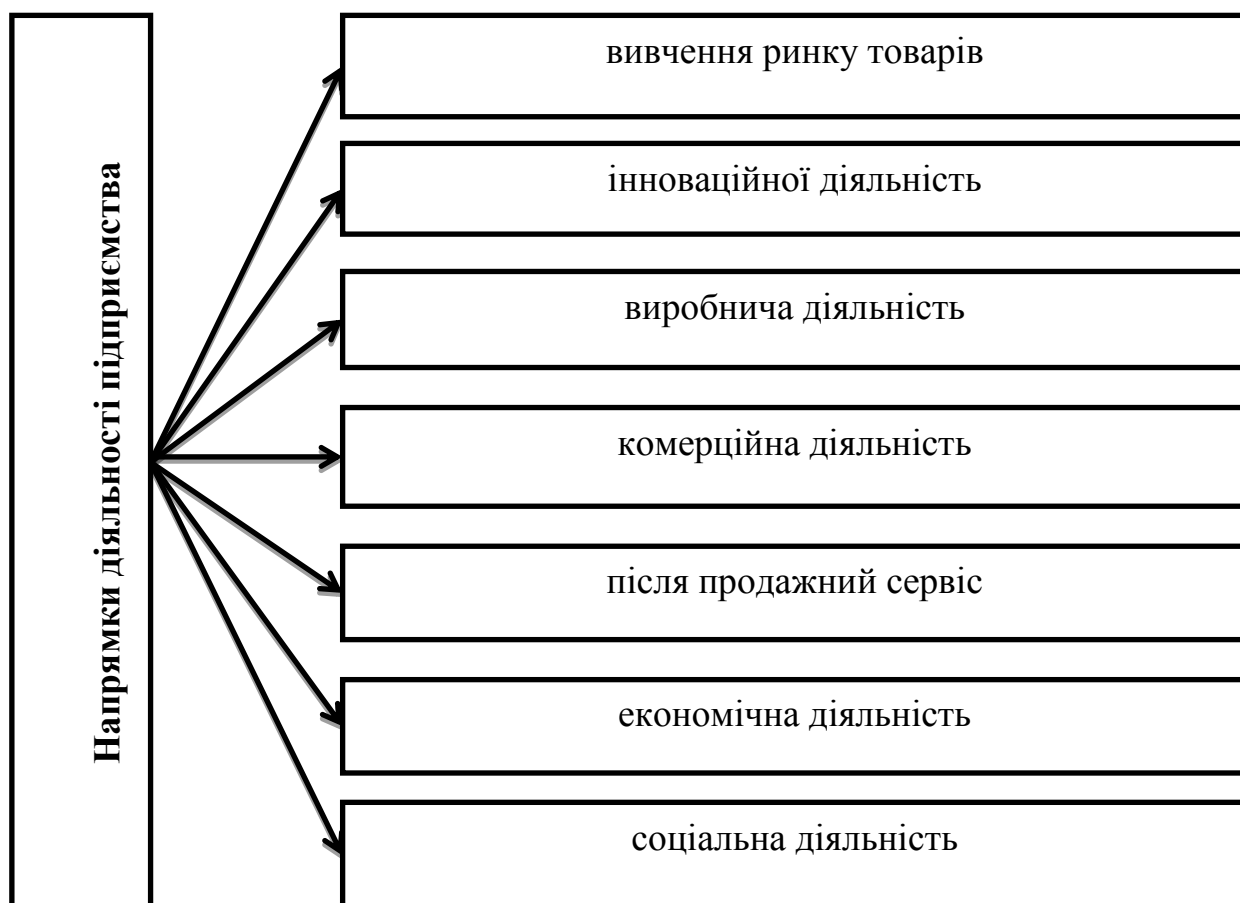 Напрямки діяльності підприємства
вивчення ринку товарів
інноваційної діяльність
виробнича діяльність
комерційна діяльність
після продажний сервіс
економічна діяльність
соціальна діяльність